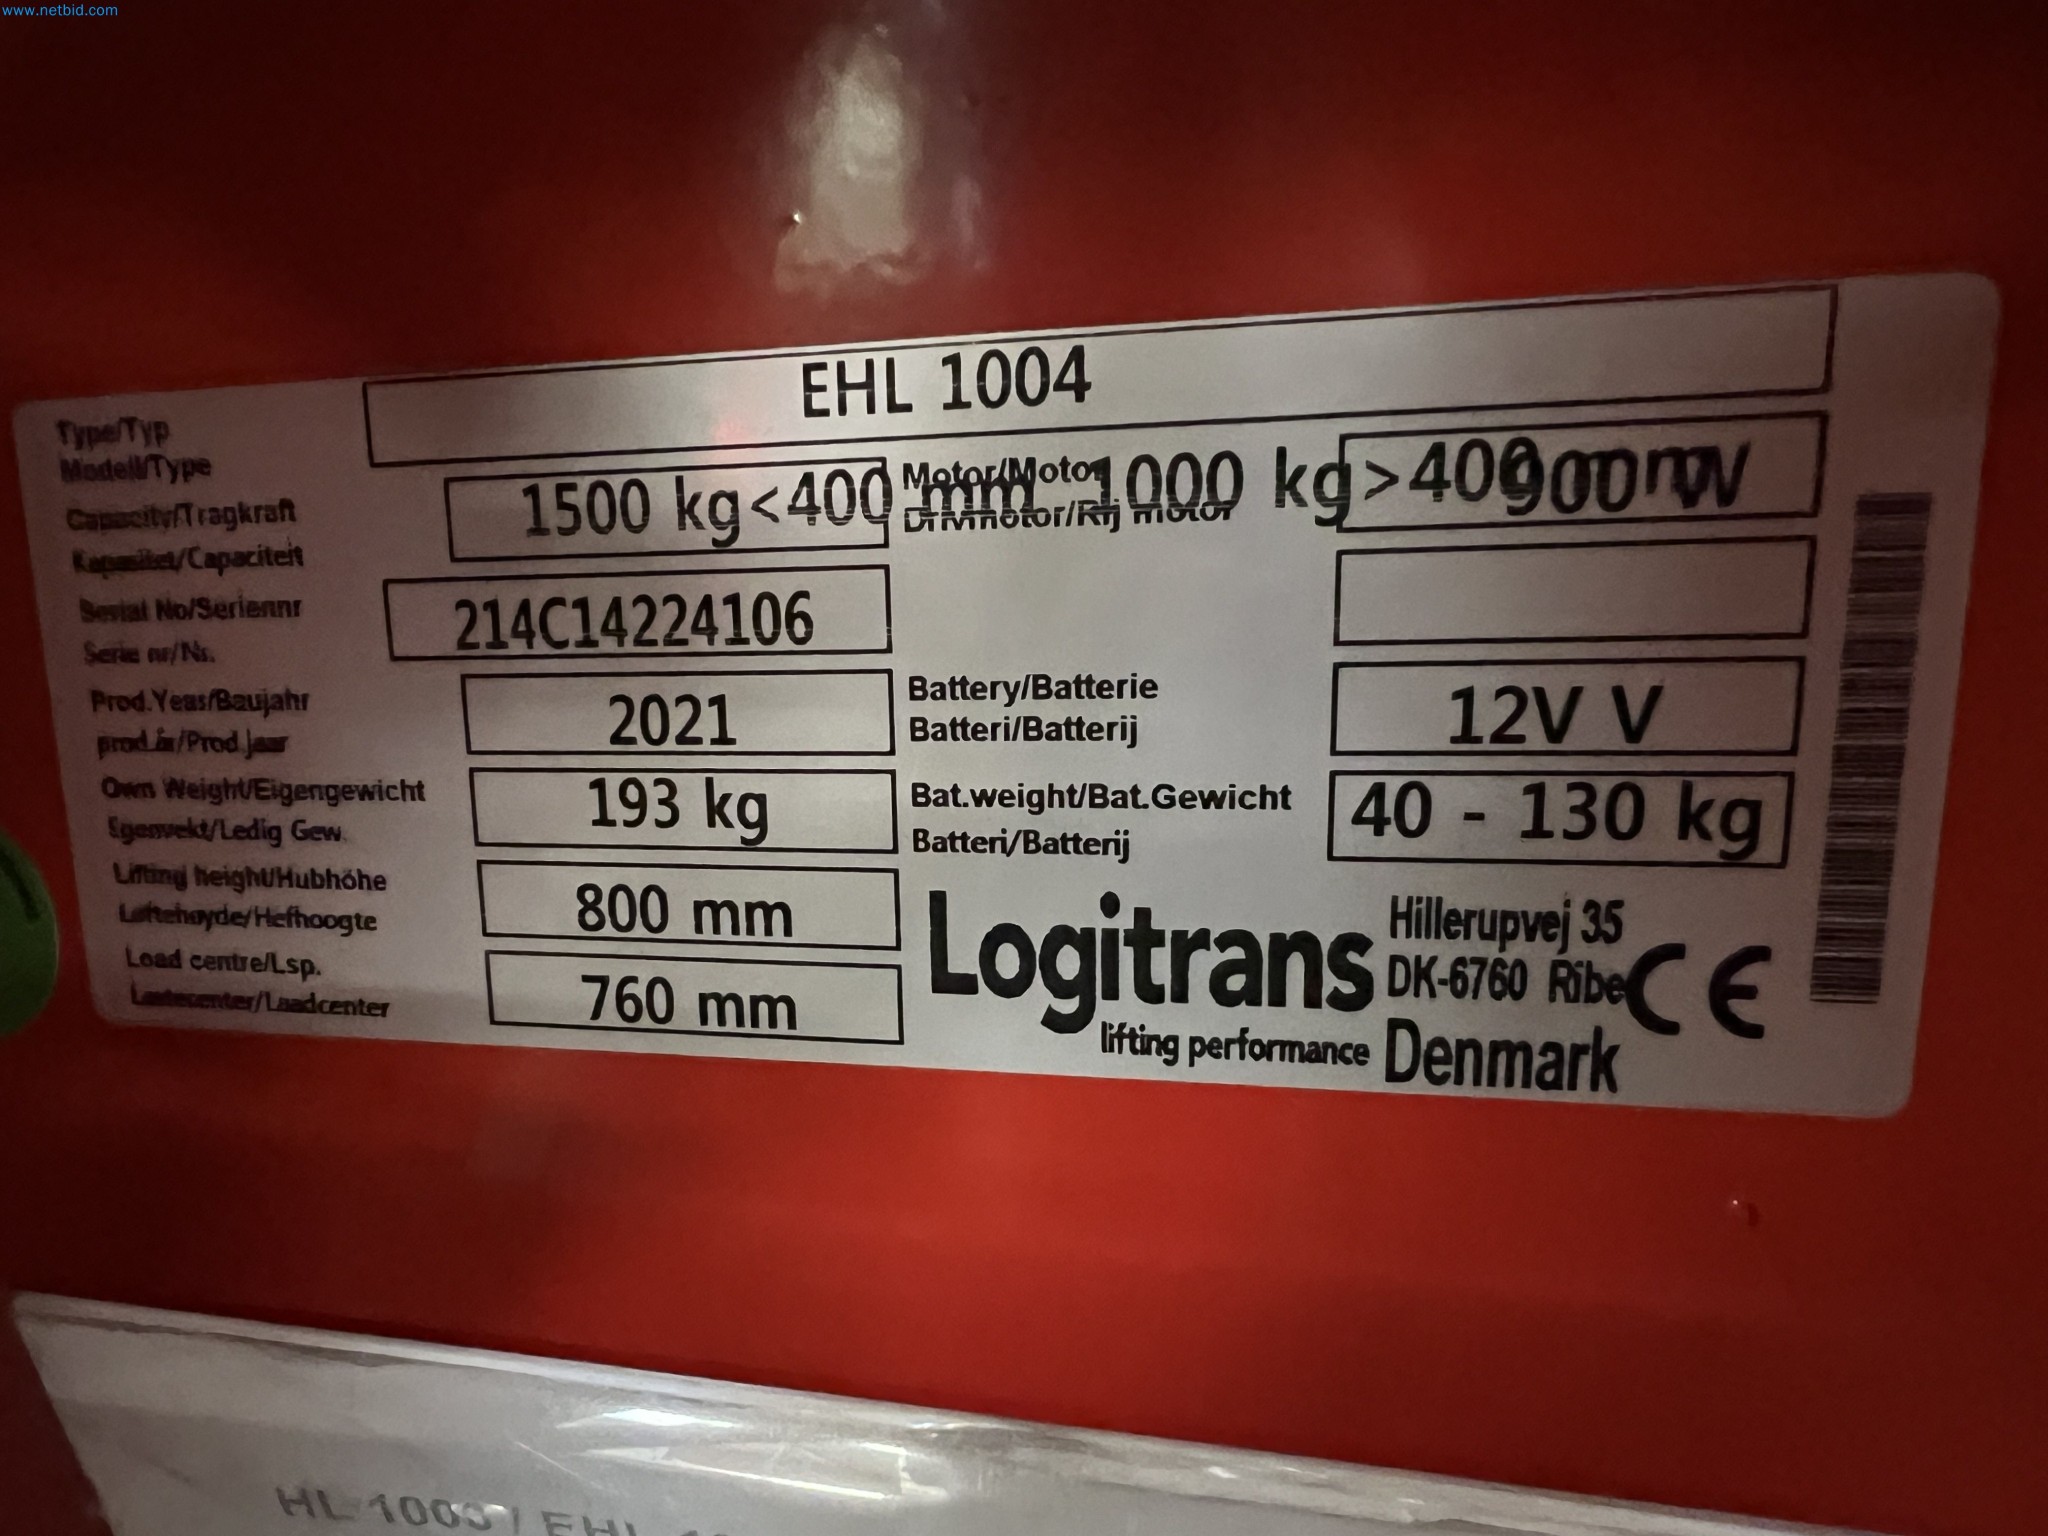 www.netbid.com
EHL 1004
Type/Typ
Modell/Type
Capacity/Tragkraft
Kapasitet/Capaciteit
1500 kg<400 mm 1000 kg>400 mm
Motor/Motor
Drivmotor/Rij motor
900 W
Serial No/Seriennr
Serie nr/Nr.
214C14224106
Prod.Year/Baujahr
prod.år/Prod.jaar
2021
Battery/Batterie
Batteri/Batterij
12V V
Own Weight/Eigengewicht
Egenvekt/Ledig Gew.
193 kg
Bat.weight/Bat.Gewicht
Batteri/Batterij
40 - 130 kg
Lifting height/Hubhöhe
Løftehøyde/Hefhoogte
800 mm
Load centre/Lsp.
Lastecenter/Laadcenter
760 mm
Logitrans
lifting performance
Hillerupvej 35
DK-6760 Ribe
Denmark
CE
HL 1003 / EHL